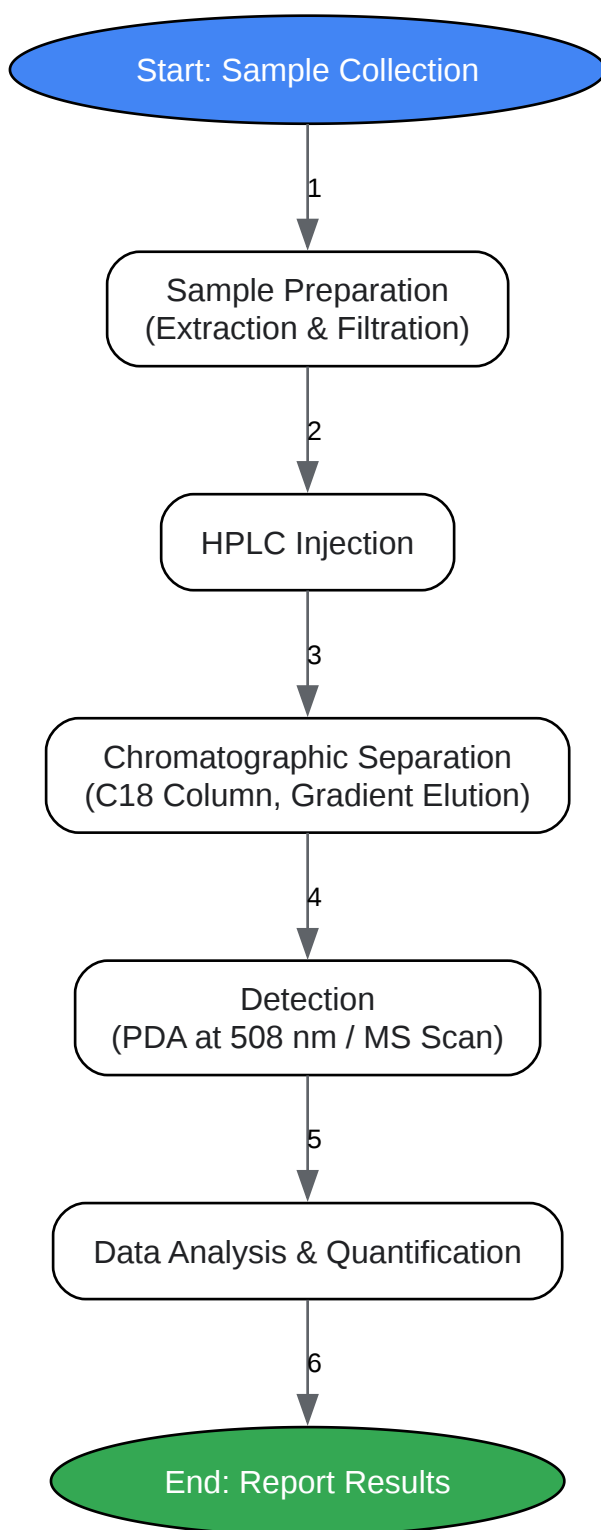 Start: Sample Collection
1
Sample Preparation
(Extraction & Filtration)
2
HPLC Injection
3
Chromatographic Separation
(C18 Column, Gradient Elution)
4
Detection
(PDA at 508 nm / MS Scan)
5
Data Analysis & Quantification
6
End: Report Results